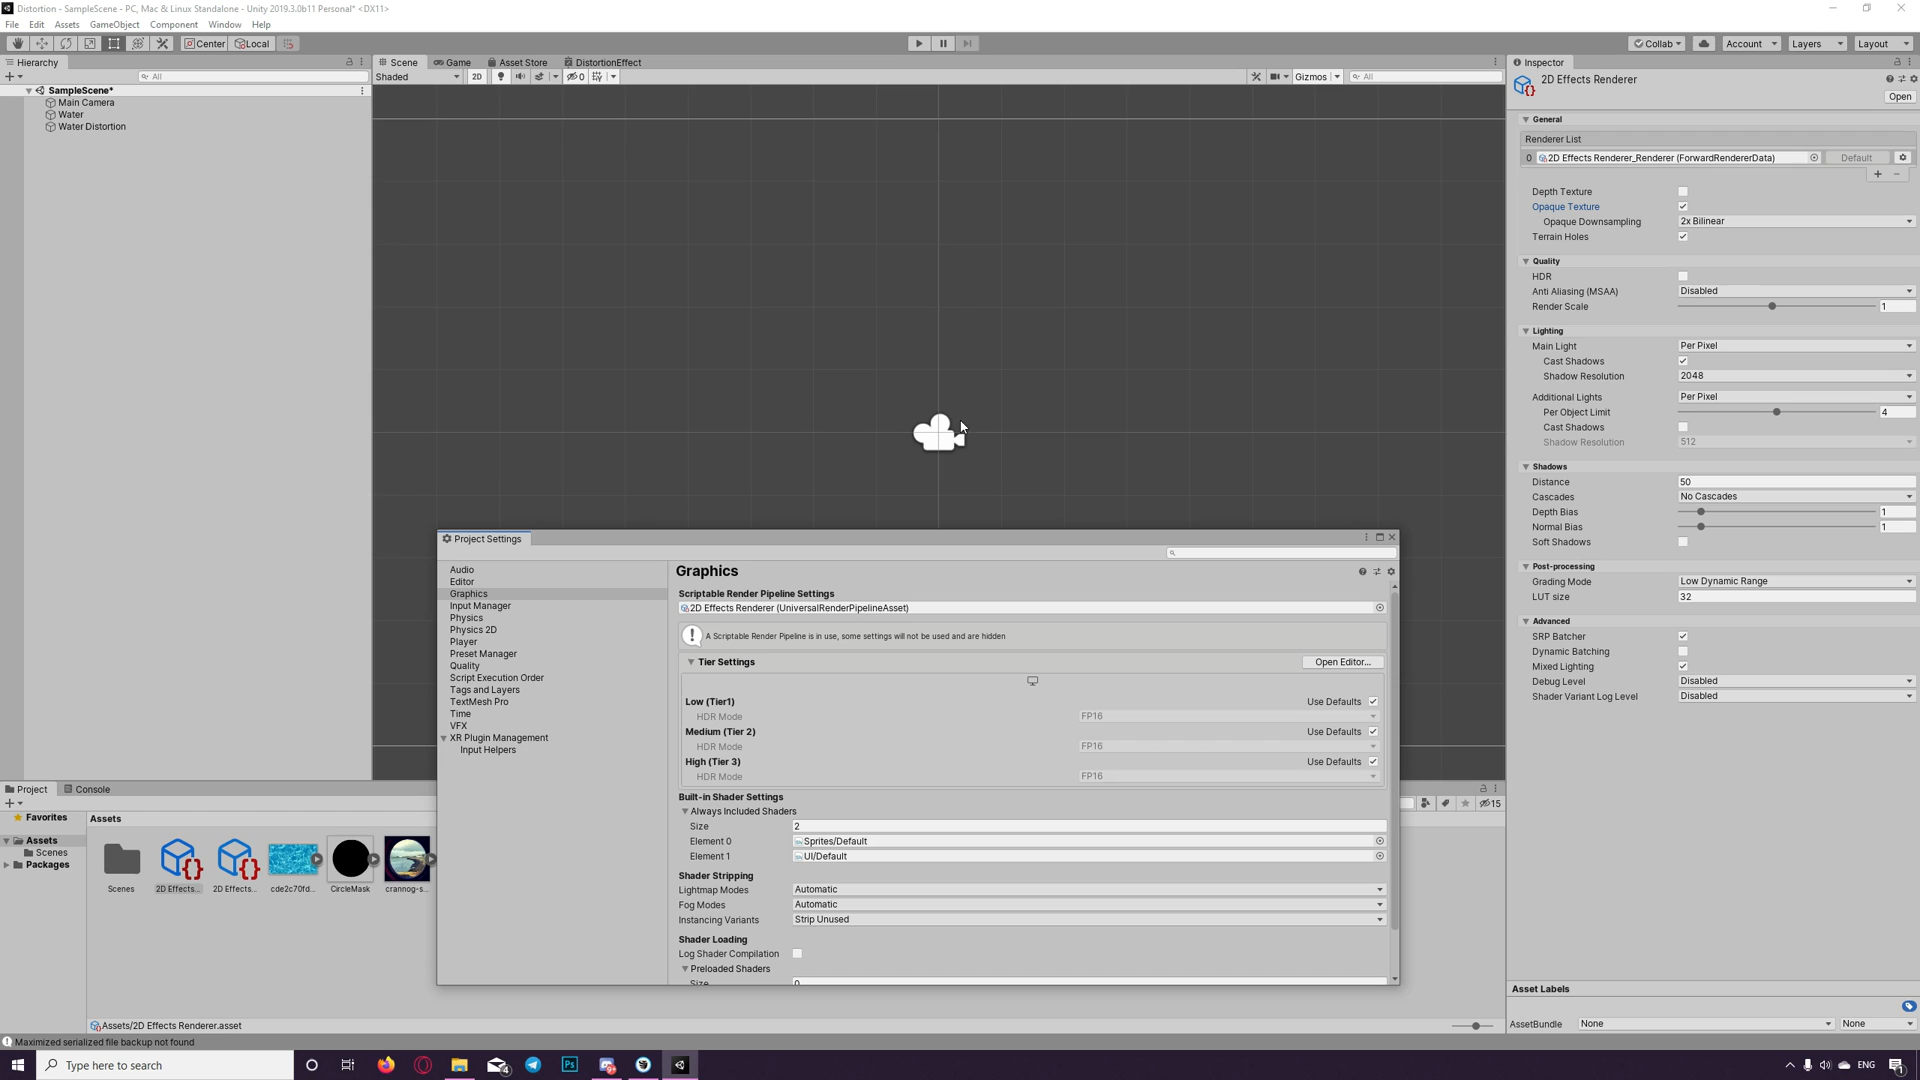 Distortion - SampleScene - PC, Mac & Linux Standalone - Unity 2019.3.0b11 Personal* <DX11>
File Edit Assets GameObject Component Window Help
Center Local Collab Account Layers Layout
Hierarchy
All
SampleScene*
Main Camera
Water
Water Distortion
Scene Game Asset Store DistortionEffect
Shaded 2D 0 Gizmos All
Inspector
2D Effects Renderer
Open
General
Renderer List
0 2D Effects Renderer_Renderer (ForwardRendererData) Default
Depth Texture
Opaque Texture
Opaque Downsampling 2x Bilinear
Terrain Holes
Quality
HDR
Anti Aliasing (MSAA) Disabled
Render Scale 1
Lighting
Main Light Per Pixel
Cast Shadows
Shadow Resolution 2048
Additional Lights Per Pixel
Per Object Limit 4
Cast Shadows
Shadow Resolution 512
Shadows
Distance 50
Cascades No Cascades
Depth Bias 1
Normal Bias 1
Soft Shadows
Post-processing
Grading Mode Low Dynamic Range
LUT size 32
Advanced
SRP Batcher
Dynamic Batching
Mixed Lighting
Debug Level Disabled
Shader Variant Log Level Disabled
Asset Labels
AssetBundle None None
Project Settings
Audio
Editor
Graphics
Input Manager
Physics
Physics 2D
Player
Preset Manager
Quality
Script Execution Order
Tags and Layers
TextMesh Pro
Time
VFX
XR Plugin Management
Input Helpers
Graphics
Scriptable Render Pipeline Settings
2D Effects Renderer (UniversalRenderPipelineAsset)
A Scriptable Render Pipeline is in use, some settings will not be used and are hidden
Tier Settings Open Editor...
Low (Tier1) Use Defaults
HDR Mode FP16
Medium (Tier 2) Use Defaults
HDR Mode FP16
High (Tier 3) Use Defaults
HDR Mode FP16
Built-in Shader Settings
Always Included Shaders
Size 2
Element 0 Sprites/Default
Element 1 UI/Default
Shader Stripping
Lightmap Modes Automatic
Fog Modes Automatic
Instancing Variants Strip Unused
Shader Loading
Log Shader Compilation
Preloaded Shaders
Size 0
Project Console
15
Favorites
Assets
Scenes
Packages
Assets
Scenes 2D Effects... 2D Effects... cde2c70fd... CircleMask crannog-s...
Assets/2D Effects Renderer.asset
Maximized serialized file backup not found
Type here to search
4
Ps
9+
ENG
1